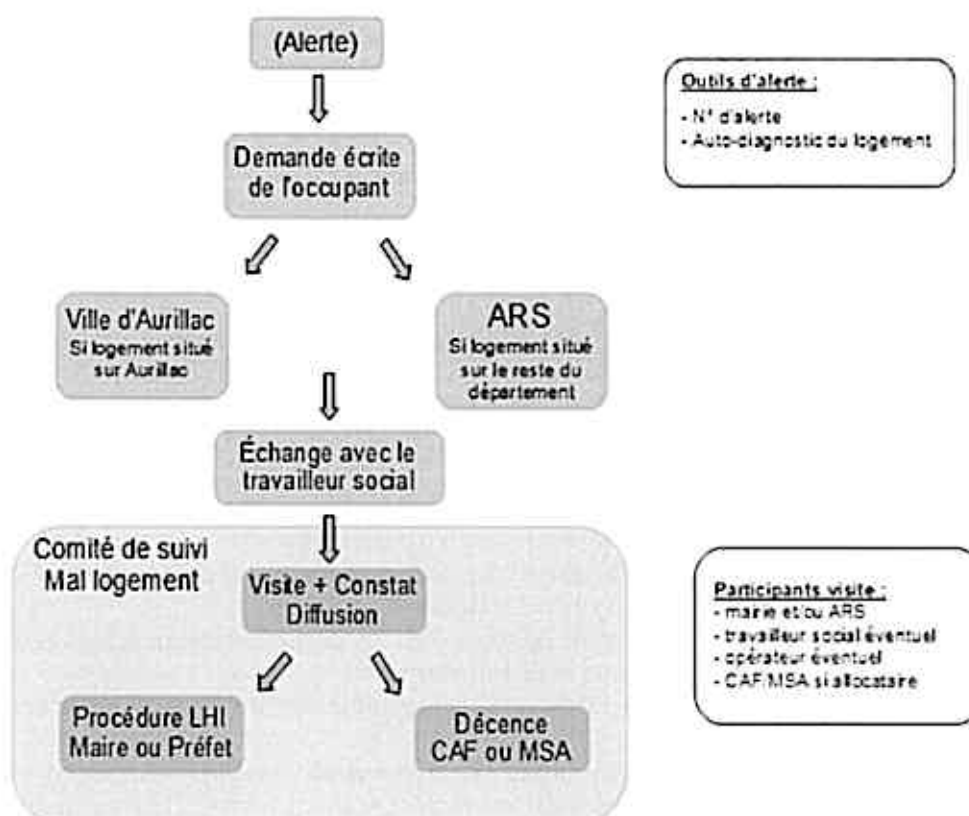 (Alerte)
Outils d'alerte :
- N° d'alerte
- Auto-diagnostic du logement
Demande écrite
de l'occupant
Ville d'Aurillac
Si logement situé
sur Aurillac
ARS
Si logement situé
sur le reste du
département
Échange avec le
travailleur social
Comité de suivi
Mal logement
Visite + Constat
Diffusion
Participants visite :
- mairie et/ou ARS
- travailleur social éventuel
- opérateur éventuel
- CAF/MSA si allocataire
Procédure LHI
Maire ou Préfet
Décence
CAF ou MSA